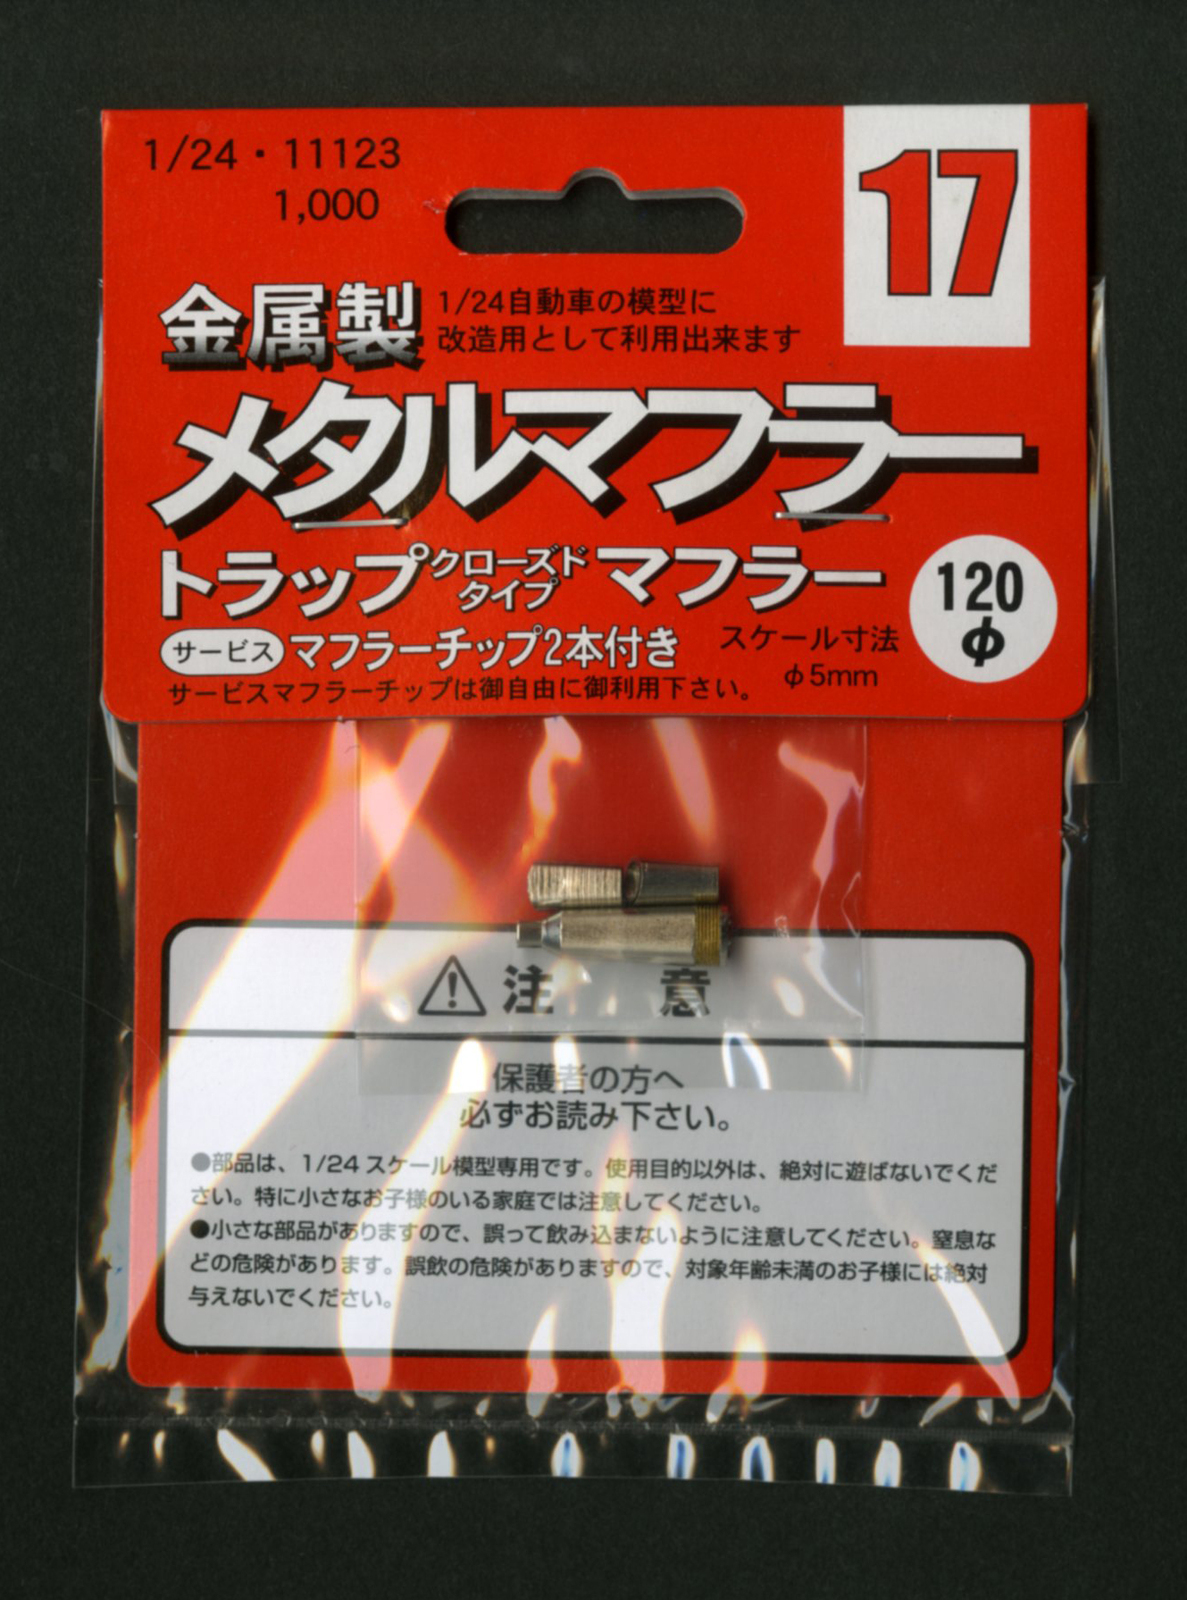 1/24・11123
1,000
17
金属製
1/24自動車の模型に
改造用として利用出来ます
メタルマフラー
トラップクローズドタイプマフラー
120
φ
サービス マフラーチップ2本付き
スケール寸法
φ5mm
サービスマフラーチップは御自由に御利用下さい。
注意
保護者の方へ
必ずお読み下さい。
●部品は、1/24スケール模型専用です。使用目的以外は、絶対に遊ばないでくだ
さい。特に小さなお子様のいる家庭では注意してください。
●小さな部品がありますので、誤って飲み込まないように注意してください。窒息な
どの危険があります。誤飲の危険がありますので、対象年齢未満のお子様には絶対
与えないでください。